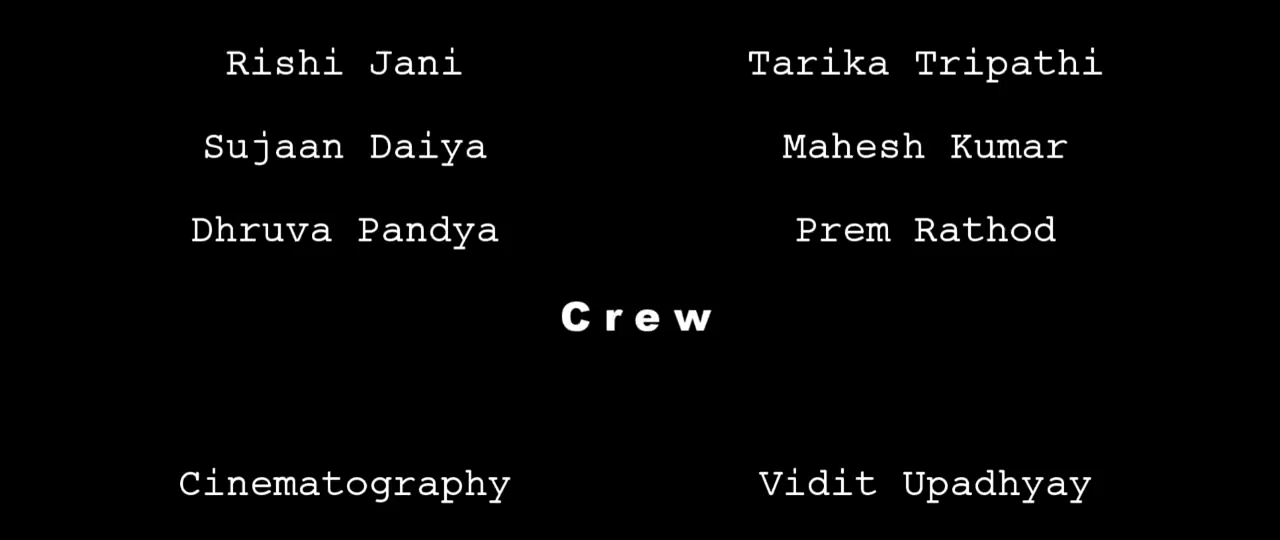 Rishi Jani Tarika Tripathi
Sujaan Daiya Mahesh Kumar
Dhruva Pandya Prem Rathod
Crew
Cinematography Vidit Upadhyay